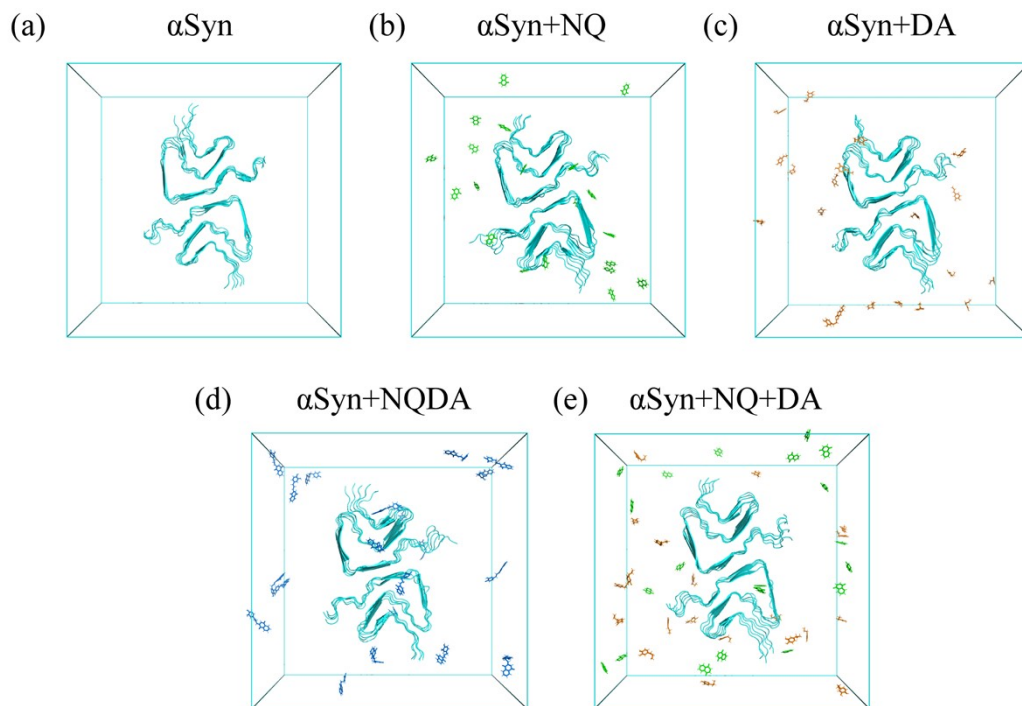 (a) αSyn
(b) αSyn+NQ
(c) αSyn+DA
(d) αSyn+NQDA
(e) αSyn+NQ+DA